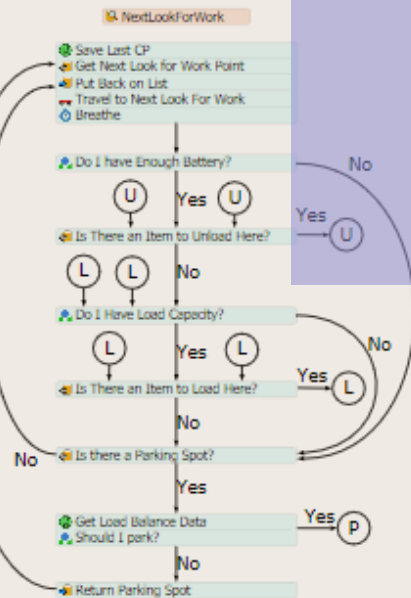 NextLookForWork
Save Last CP
Get Next Look for Work Point
Put Back on List
Travel to Next Look For Work
Breathe
Do I have Enough Battery?
No
U
Yes
U
Is There an Item to Unload Here?
Yes
U
L
L
No
Do I Have Load Capacity?
L
Yes
L
No
Is There an Item to Load Here?
Yes
L
No
Is there a Parking Spot?
No
Yes
Get Load Balance Data
Should I park?
Yes
P
No
Return Parking Spot